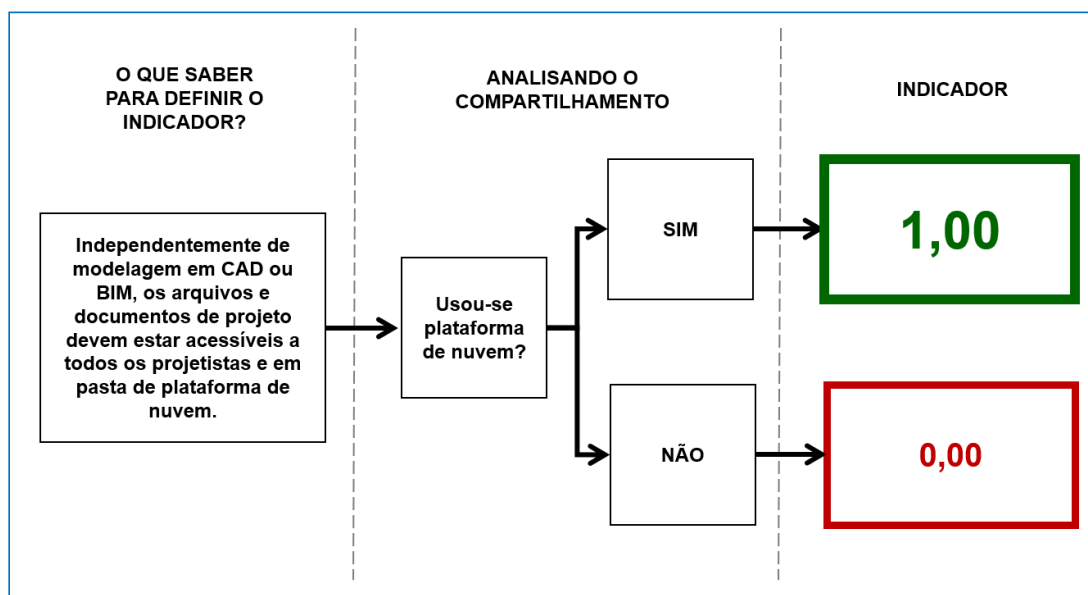 O QUE SABER
PARA DEFINIR O
INDICADOR?
ANALISANDO O
COMPARTILHAMENTO
INDICADOR
Independentemente de
modelagem em CAD ou
BIM, os arquivos e
documentos de projeto
devem estar acessíveis a
todos os projetistas e em
pasta de plataforma de
nuvem.
Usou-se
plataforma
de nuvem?
SIM
1,00
NÃO
0,00